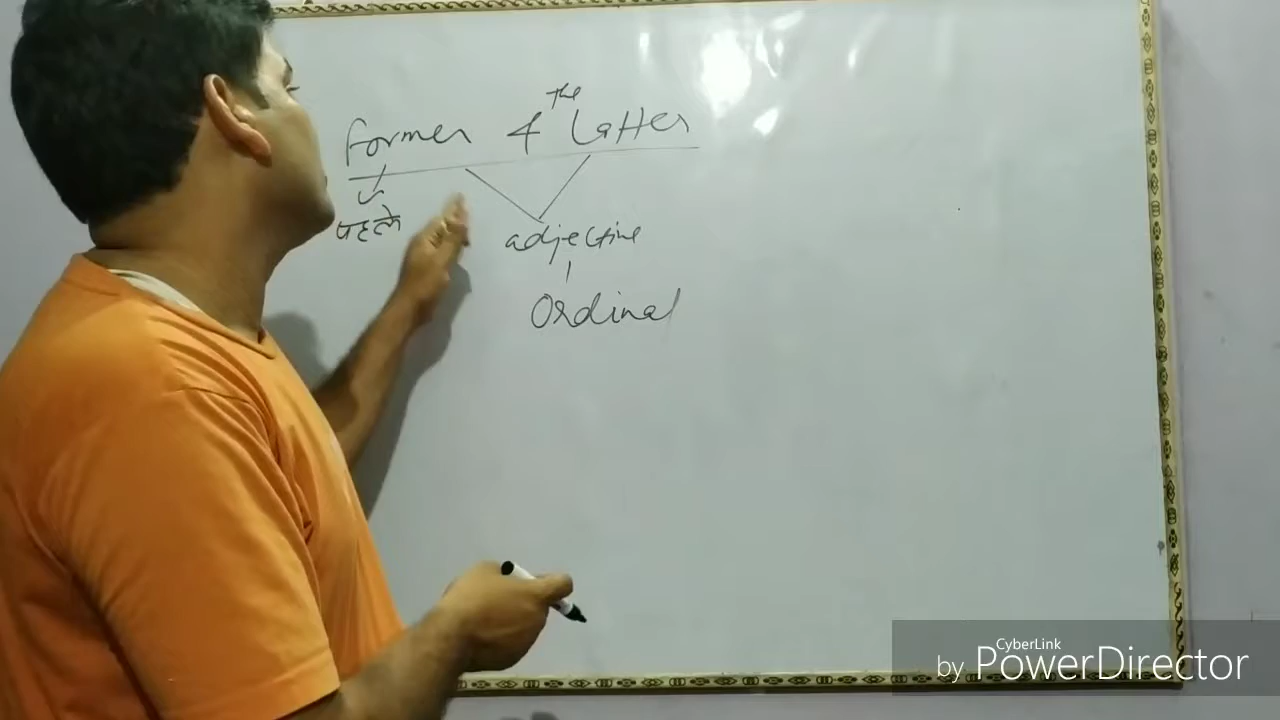 the
former & Latter
पहले
adjective
Ordinal
CyberLink
by PowerDirector